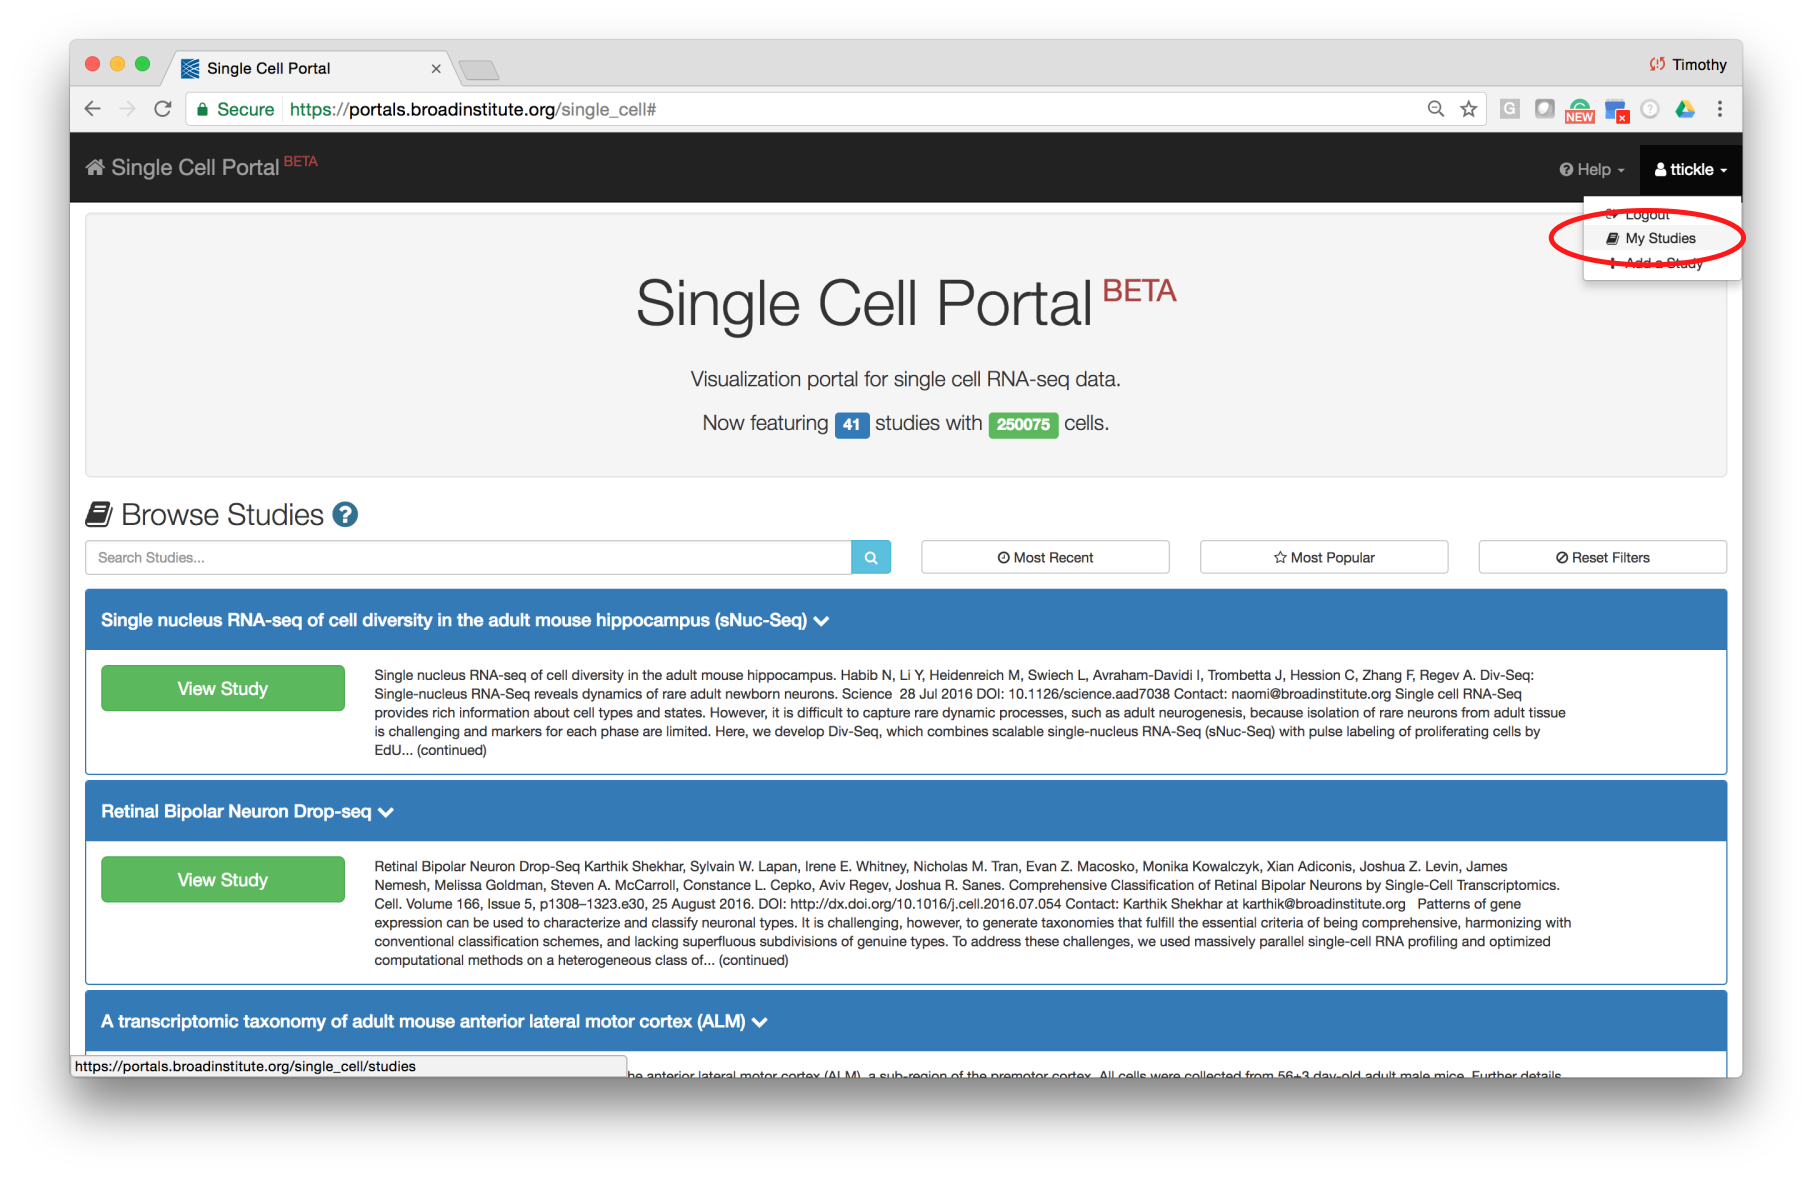 Single Cell Portal
Timothy
Secure https://portals.broadinstitute.org/single_cell#
G
NEW
Single Cell Portal BETA
Help
ttickle
Logout
My Studies
Add a Study
Single Cell Portal BETA
Visualization portal for single cell RNA-seq data.
Now featuring 41 studies with 250075 cells.
Browse Studies ?
Search Studies...
Most Recent
Most Popular
Reset Filters
Single nucleus RNA-seq of cell diversity in the adult mouse hippocampus (sNuc-Seq)
View Study
Single nucleus RNA-seq of cell diversity in the adult mouse hippocampus. Habib N, Li Y, Heidenreich M, Swiech L, Avraham-Davidi I, Trombetta J, Hession C, Zhang F, Regev A. Div-Seq:
Single-nucleus RNA-Seq reveals dynamics of rare adult newborn neurons. Science 28 Jul 2016 DOI: 10.1126/science.aad7038 Contact: naomi@broadinstitute.org Single cell RNA-Seq
provides rich information about cell types and states. However, it is difficult to capture rare dynamic processes, such as adult neurogenesis, because isolation of rare neurons from adult tissue
is challenging and markers for each phase are limited. Here, we develop Div-Seq, which combines scalable single-nucleus RNA-Seq (sNuc-Seq) with pulse labeling of proliferating cells by
EdU... (continued)
Retinal Bipolar Neuron Drop-seq
View Study
Retinal Bipolar Neuron Drop-Seq Karthik Shekhar, Sylvain W. Lapan, Irene E. Whitney, Nicholas M. Tran, Evan Z. Macosko, Monika Kowalczyk, Xian Adiconis, Joshua Z. Levin, James
Nemesh, Melissa Goldman, Steven A. McCarroll, Constance L. Cepko, Aviv Regev, Joshua R. Sanes. Comprehensive Classification of Retinal Bipolar Neurons by Single-Cell Transcriptomics.
Cell. Volume 166, Issue 5, p1308–1323.e30, 25 August 2016. DOI: http://dx.doi.org/10.1016/j.cell.2016.07.054 Contact: Karthik Shekhar at karthik@broadinstitute.org Patterns of gene
expression can be used to characterize and classify neuronal types. It is challenging, however, to generate taxonomies that fulfill the essential criteria of being comprehensive, harmonizing with
conventional classification schemes, and lacking superfluous subdivisions of genuine types. To address these challenges, we used massively parallel single-cell RNA profiling and optimized
computational methods on a heterogeneous class of... (continued)
A transcriptomic taxonomy of adult mouse anterior lateral motor cortex (ALM)
https://portals.broadinstitute.org/single_cell/studies
he anterior lateral motor cortex (ALM), a sub-region of the premotor cortex. All cells were collected from 56±3 day-old adult male mice. Further details